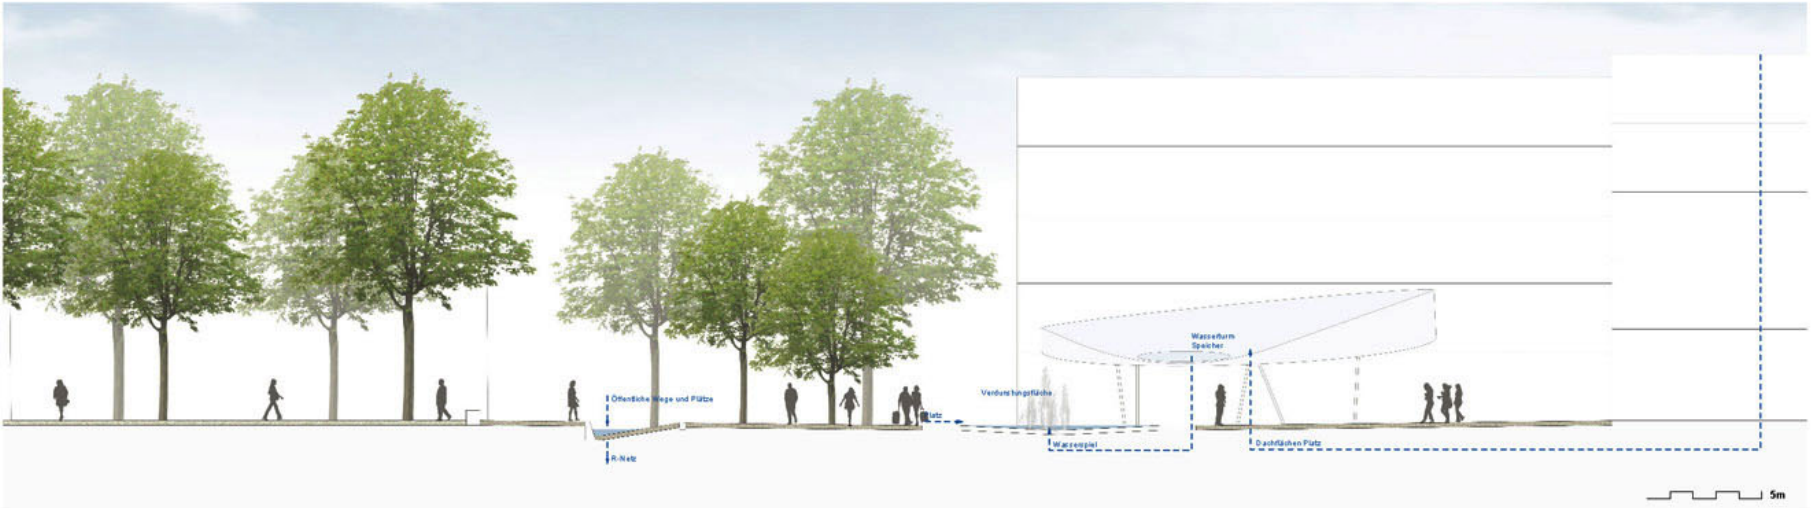 Wasserturm
Speicher
Öffentliche Wege und Plätze
Verdunstungsfläche
Platz
Wasserspiel
Dachflächen Platz
R-Netz
5m